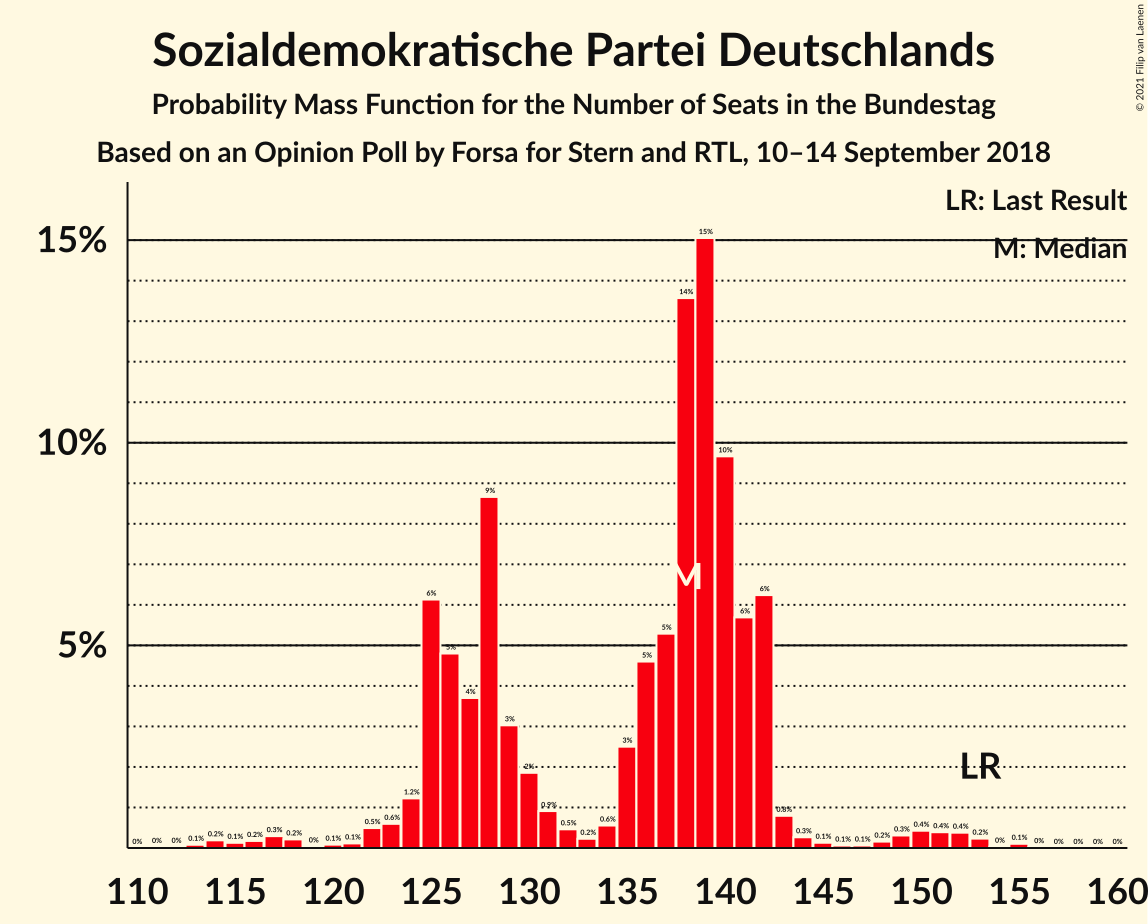 Sozialdemokratische Partei Deutschlands
Probability Mass Function for the Number of Seats in the Bundestag
Based on an Opinion Poll by Forsa for Stern and RTL, 10–14 September 2018
© 2021 Filip van Laenen
LR: Last Result
M: Median
15%
10%
5%
0% 0% 0% 0.1% 0.2% 0.1% 0.2% 0.3% 0.2% 0% 0.1% 0.1% 0.5% 0.6% 1.2% 6% 5% 4% 9% 3% 2% 0.9% 0.5% 0.2% 0.6% 3% 5% 5% 14% 15% 10% 6% 6% 0.8% 0.3% 0.1% 0.1% 0.1% 0.2% 0.3% 0.4% 0.4% 0.4% 0.2% 0% 0.1% 0% 0% 0% 0% 0%
M
LR
110 115 120 125 130 135 140 145 150 155 160